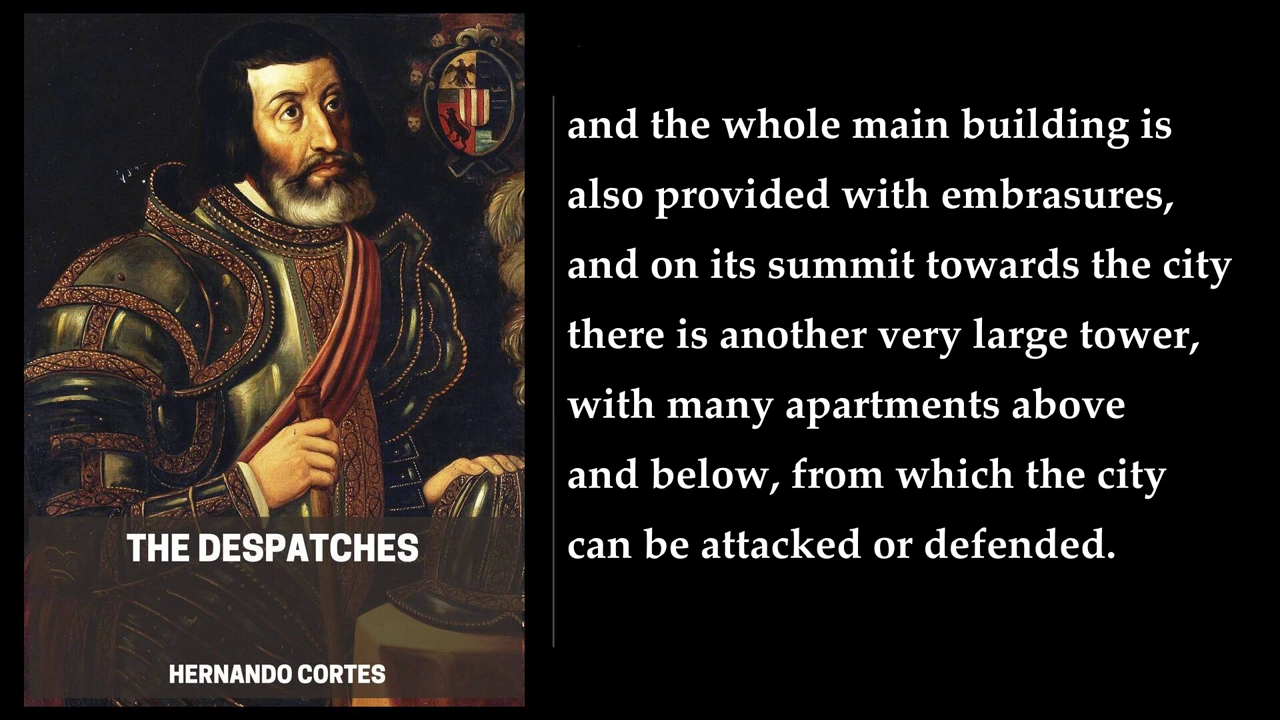 THE DESPATCHES
HERNANDO CORTES
and the whole main building is
also provided with embrasures,
and on its summit towards the city
there is another very large tower,
with many apartments above
and below, from which the city
can be attacked or defended.